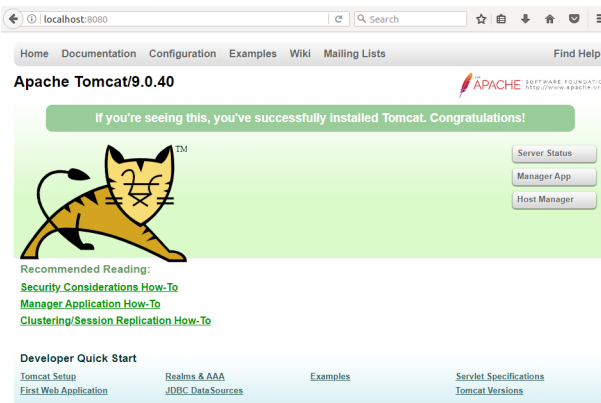 localhost:8080
Search
Home Documentation Configuration Examples Wiki Mailing Lists Find Help
Apache Tomcat/9.0.40
THE
APACHE SOFTWARE FOUNDATIO
http://www.apache.or
If you're seeing this, you've successfully installed Tomcat. Congratulations!
TM
Server Status
Manager App
Host Manager
Recommended Reading:
Security Considerations How-To
Manager Application How-To
Clustering/Session Replication How-To
Developer Quick Start
Tomcat Setup Realms & AAA Examples Servlet Specifications
First Web Application JDBC DataSources Tomcat Versions